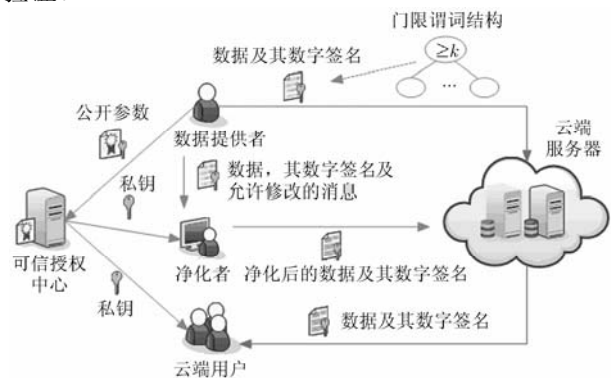 门限谓词结构
≥k
...
数据及其数字签名
公开参数
数据提供者
云端
服务器
数据，其数字签名及
允许修改的消息
私钥
可信授权
中心
净化者
净化后的数据及其数字签名
私钥
数据及其数字签名
云端用户